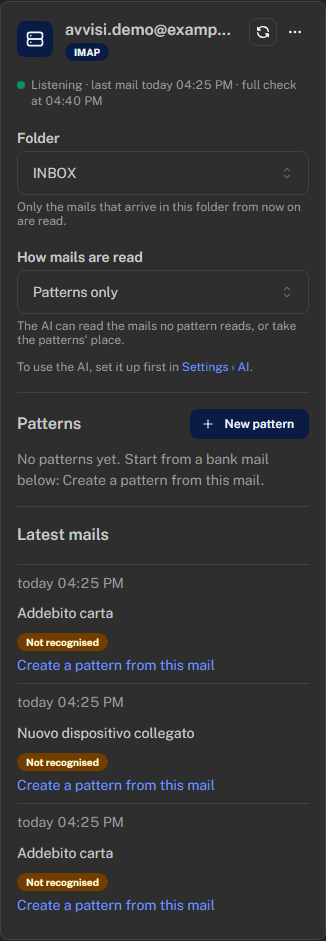 avvisi.demo@examp...
IMAP
Listening · last mail today 04:25 PM · full check
at 04:40 PM
Folder
INBOX
Only the mails that arrive in this folder from now on
are read.
How mails are read
Patterns only
The AI can read the mails no pattern reads, or take
the patterns' place.
To use the AI, set it up first in Settings › AI.
Patterns
+ New pattern
No patterns yet. Start from a bank mail
below: Create a pattern from this mail.
Latest mails
today 04:25 PM
Addebito carta
Not recognised
Create a pattern from this mail
today 04:25 PM
Nuovo dispositivo collegato
Not recognised
Create a pattern from this mail
today 04:25 PM
Addebito carta
Not recognised
Create a pattern from this mail